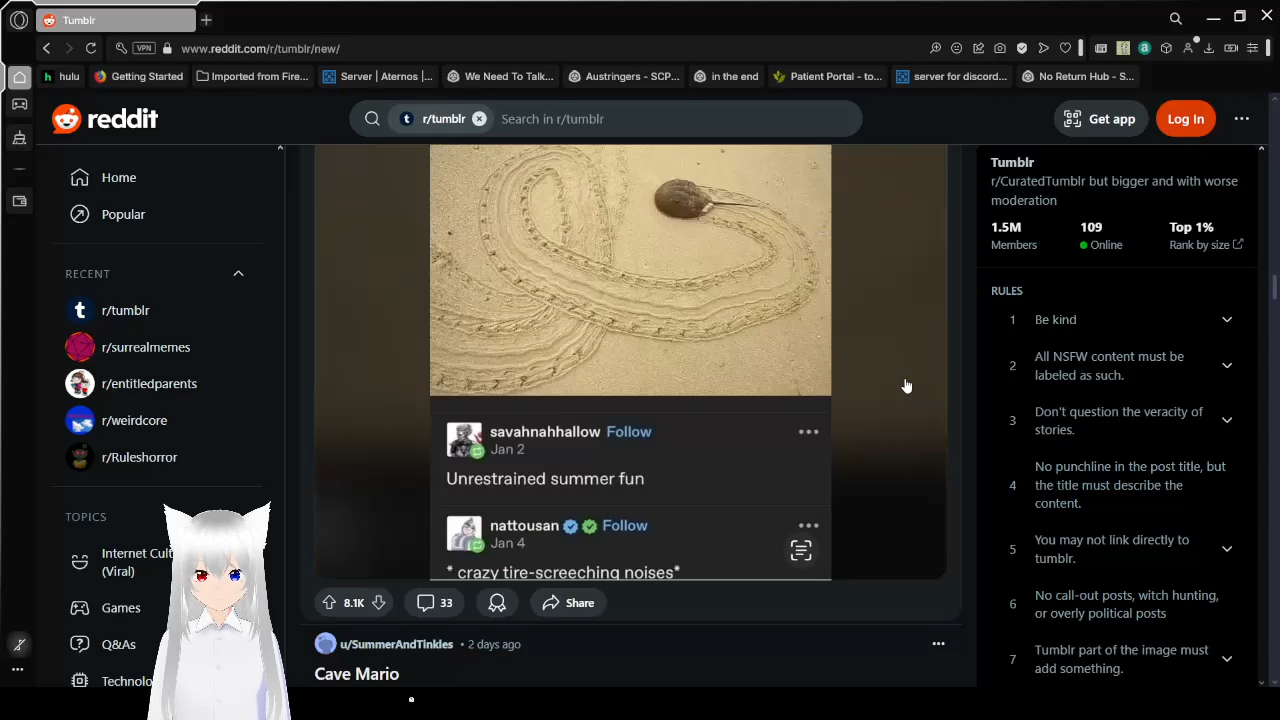 Tumblr
VPN
www.reddit.com/r/tumblr/new/
hulu
Getting Started
Imported from Fire...
Server | Aternos |...
We Need To Talk...
Austringers - SCP...
in the end
Patient Portal - to...
server for discord...
No Return Hub - S...
reddit
r/tumblr
Search in r/tumblr
Get app
Log In
Home
Popular
RECENT
r/tumblr
r/surrealmemes
r/entitledparents
r/weirdcore
r/Ruleshorror
TOPICS
Internet Cult
(Viral)
Games
Q&As
Technolo
savahnahhallow Follow
Jan 2
Unrestrained summer fun
nattousan Follow
Jan 4
* crazy tire-screeching noises*
8.1K
33
Share
u/SummerAndTinkles • 2 days ago
Cave Mario
Tumblr
r/CuratedTumblr but bigger and with worse
moderation
1.5M
Members
109
Online
Top 1%
Rank by size
RULES
1 Be kind
2 All NSFW content must be
labeled as such.
3 Don't question the veracity of
stories.
4 No punchline in the post title, but
the title must describe the
content.
5 You may not link directly to
tumblr.
6 No call-out posts, witch hunting,
or overly political posts
7 Tumblr part of the image must
add something.